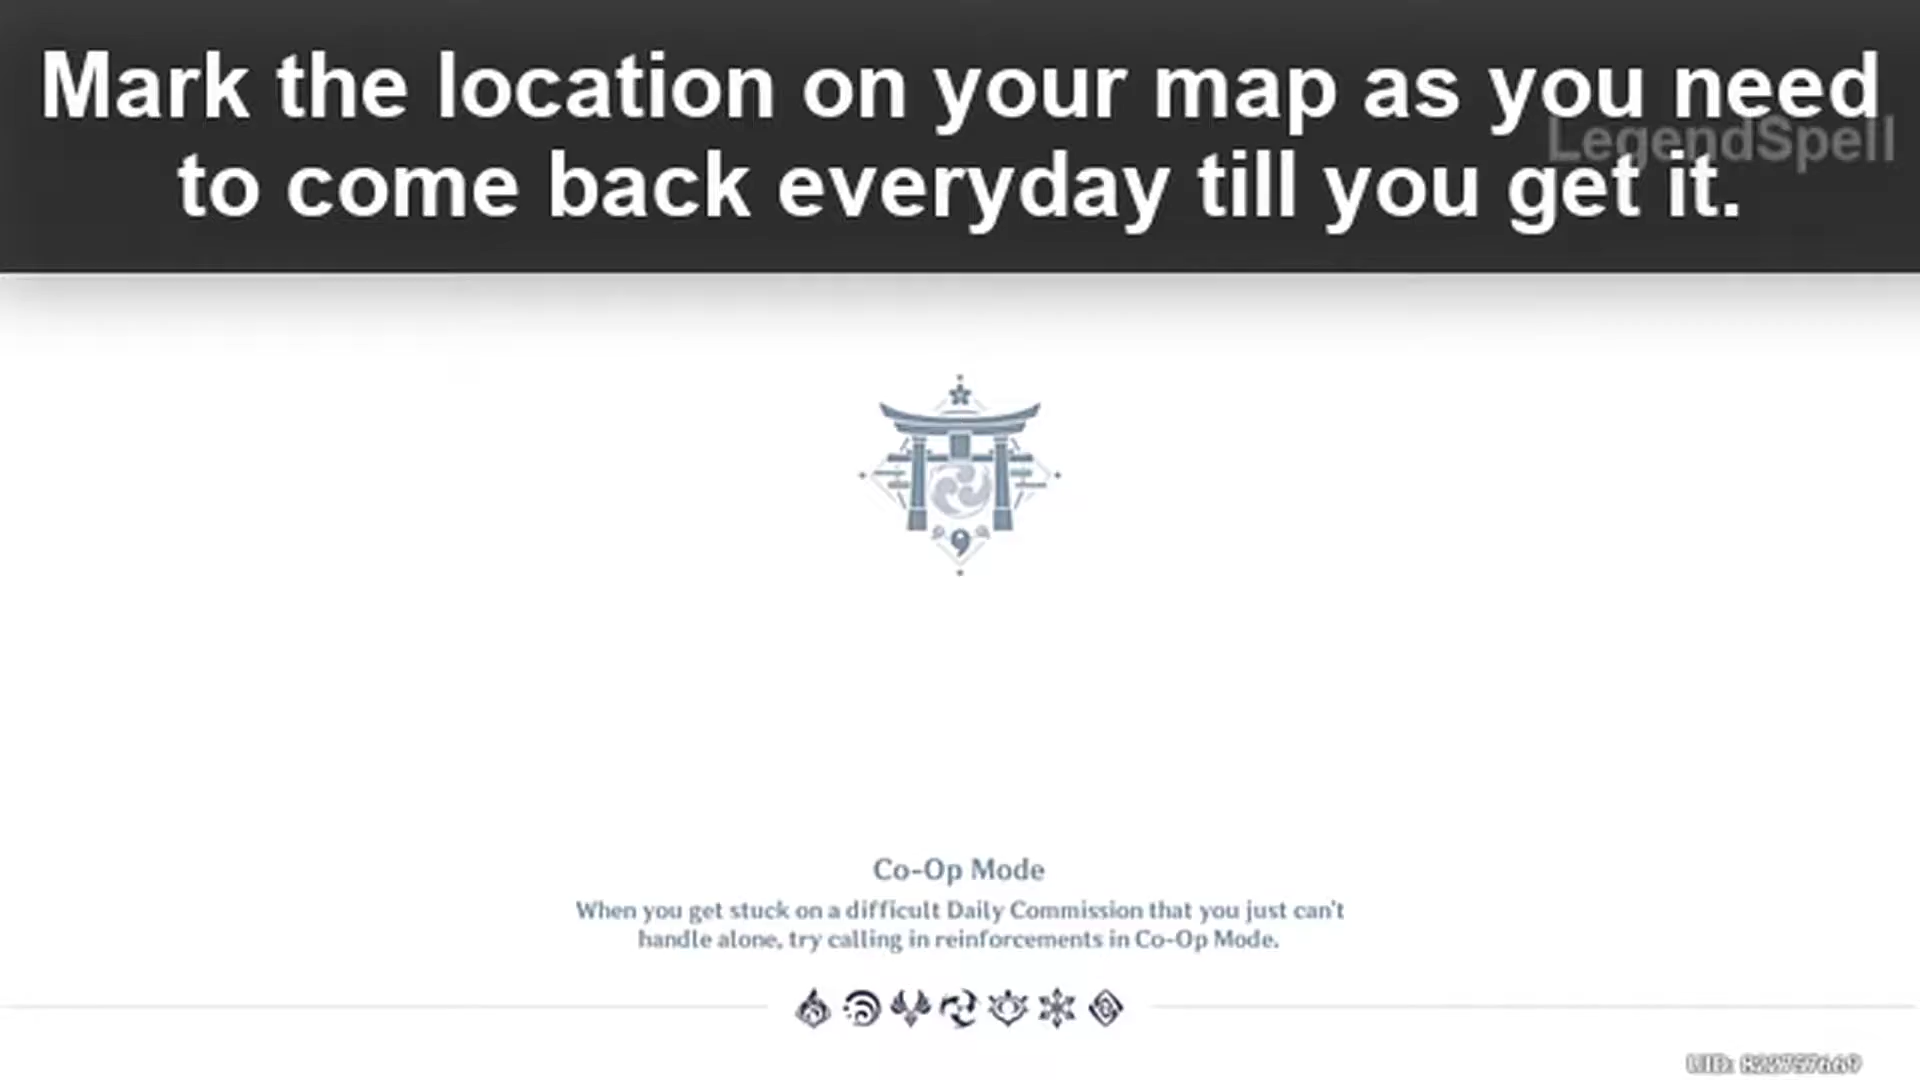 Mark the location on your map as you need
LegendSpell
to come back everyday till you get it.
Co-Op Mode
When you get stuck on a difficult Daily Commission that you just can't
handle alone, try calling in reinforcements in Co-Op Mode.
UID: 822757669